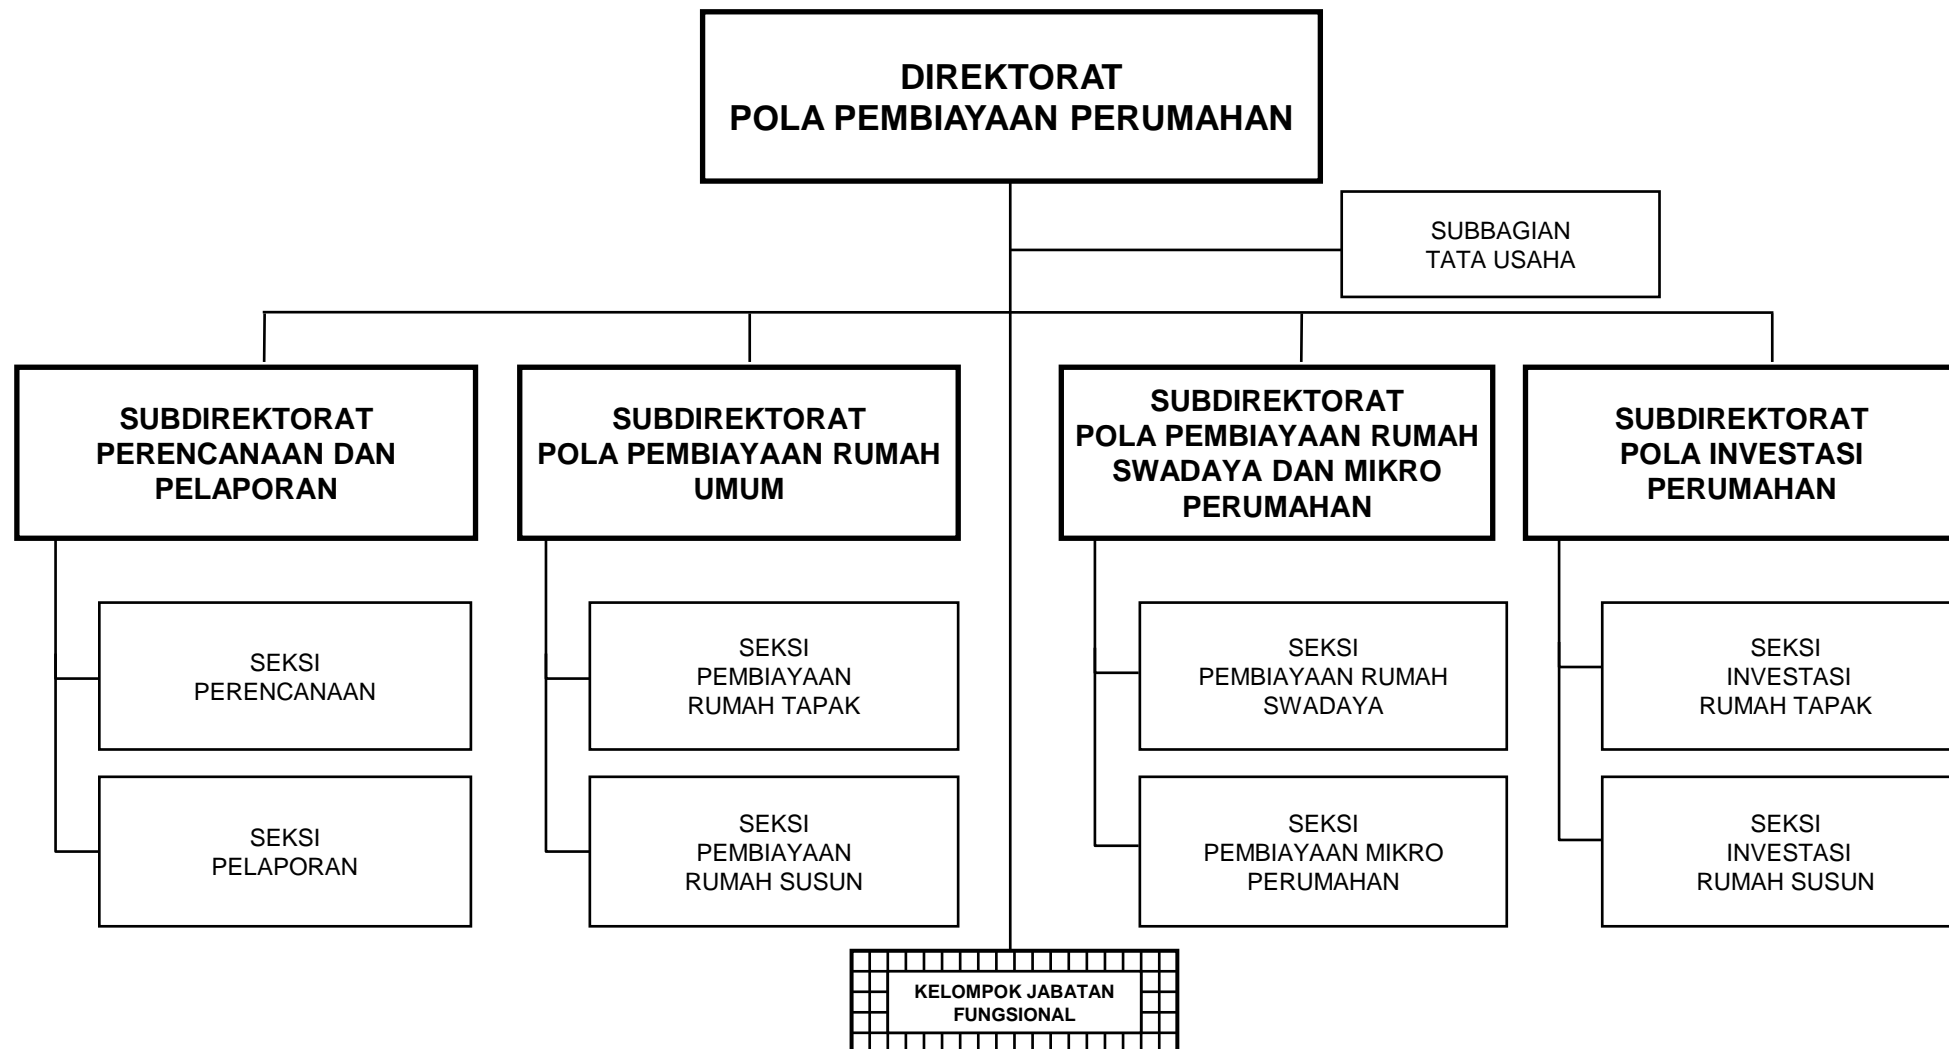 DIREKTORAT
POLA PEMBIAYAAN PERUMAHAN
SUBBAGIAN
TATA USAHA
SUBDIREKTORAT
PERENCANAAN DAN
PELAPORAN
SUBDIREKTORAT
POLA PEMBIAYAAN RUMAH
UMUM
SUBDIREKTORAT
POLA PEMBIAYAAN RUMAH
SWADAYA DAN MIKRO
PERUMAHAN
SUBDIREKTORAT
POLA INVESTASI
PERUMAHAN
SEKSI
PERENCANAAN
SEKSI
PEMBIAYAAN
RUMAH TAPAK
SEKSI
PEMBIAYAAN RUMAH
SWADAYA
SEKSI
INVESTASI
RUMAH TAPAK
SEKSI
PELAPORAN
SEKSI
PEMBIAYAAN
RUMAH SUSUN
SEKSI
PEMBIAYAAN MIKRO
PERUMAHAN
SEKSI
INVESTASI
RUMAH SUSUN
KELOMPOK JABATAN
FUNGSIONAL